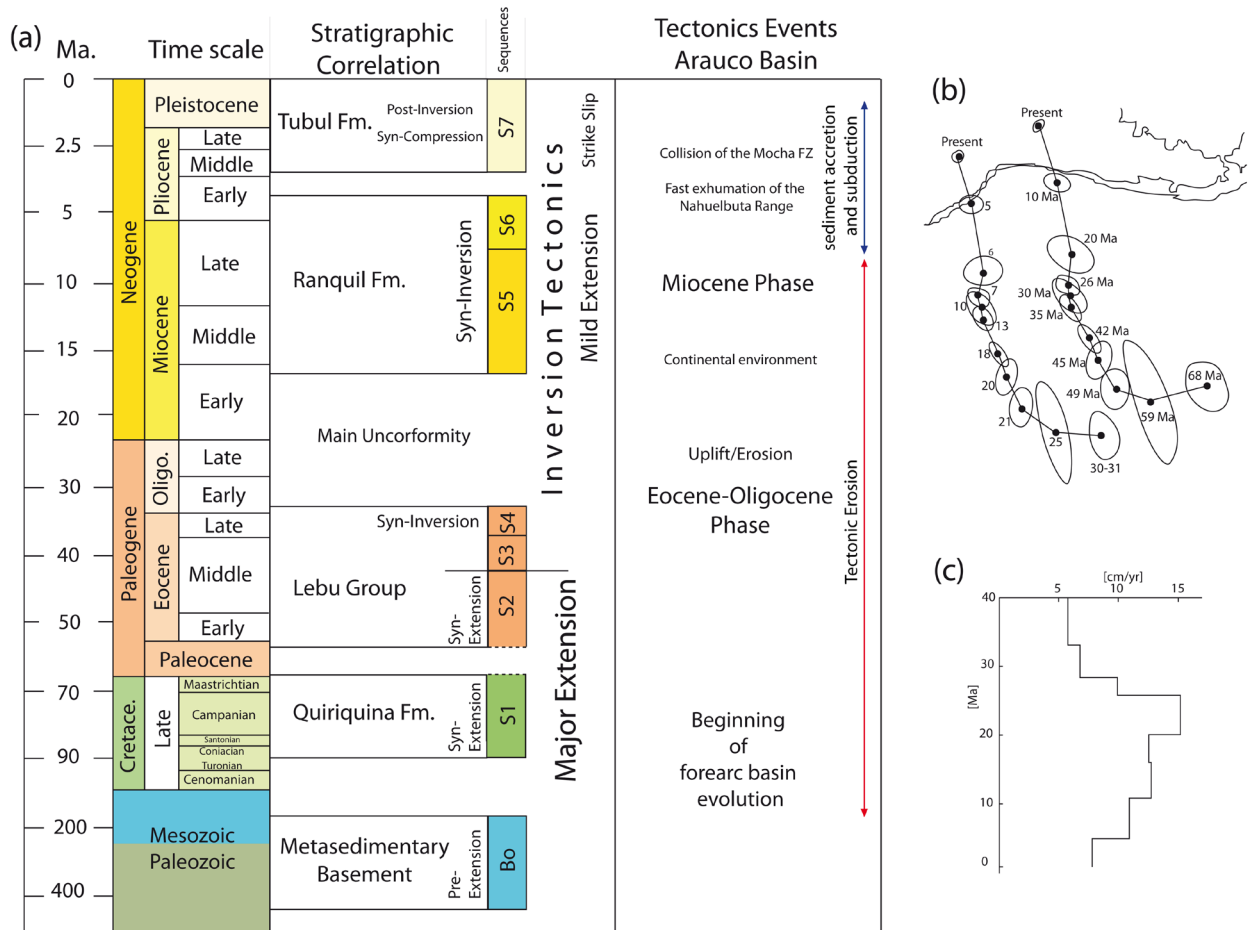 (a)
Ma.
Time scale
Stratigraphic
Correlation
Sequences
Tectonics Events
Arauco Basin
0
2.5
5
10
15
20
30
40
50
70
90
200
400
Neogene
Paleogene
Cretace.
Pleistocene
Pliocene
Late
Middle
Early
Miocene
Late
Middle
Early
Oligo.
Late
Early
Eocene
Late
Middle
Early
Paleocene
Late
Maastrichtian
Campanian
Santonian
Coniacian
Turonian
Cenomanian
Mesozoic
Paleozoic
Tubul Fm.
Post-Inversion
Syn-Compression
S7
Ranquil Fm.
Syn-Inversion
S6
S5
Main Uncorformity
Lebu Group
Syn-Inversion
S4
S3
Syn-
Extension
S2
Quiriquina Fm.
Syn-
Extension
S1
Metasedimentary
Basement
Pre-
Extension
Bo
Inversion Tectonics
Major Extension
Strike Slip
Mild Extension
Collision of the Mocha FZ
Fast exhumation of the
Nahuelbuta Range
Miocene Phase
Continental environment
Uplift/Erosion
Eocene-Oligocene
Phase
Beginning
of
forearc basin
evolution
sediment accretion
and subduction
Tectonic Erosion
(b)
Present
Present
5
10 Ma
6
20 Ma
7
26 Ma
10
30 Ma
13
35 Ma
18
42 Ma
20
45 Ma
21
49 Ma
25
59 Ma
30-31
68 Ma
(c)
[cm/yr]
5
10
15
40
30
[Ma]
20
10
0